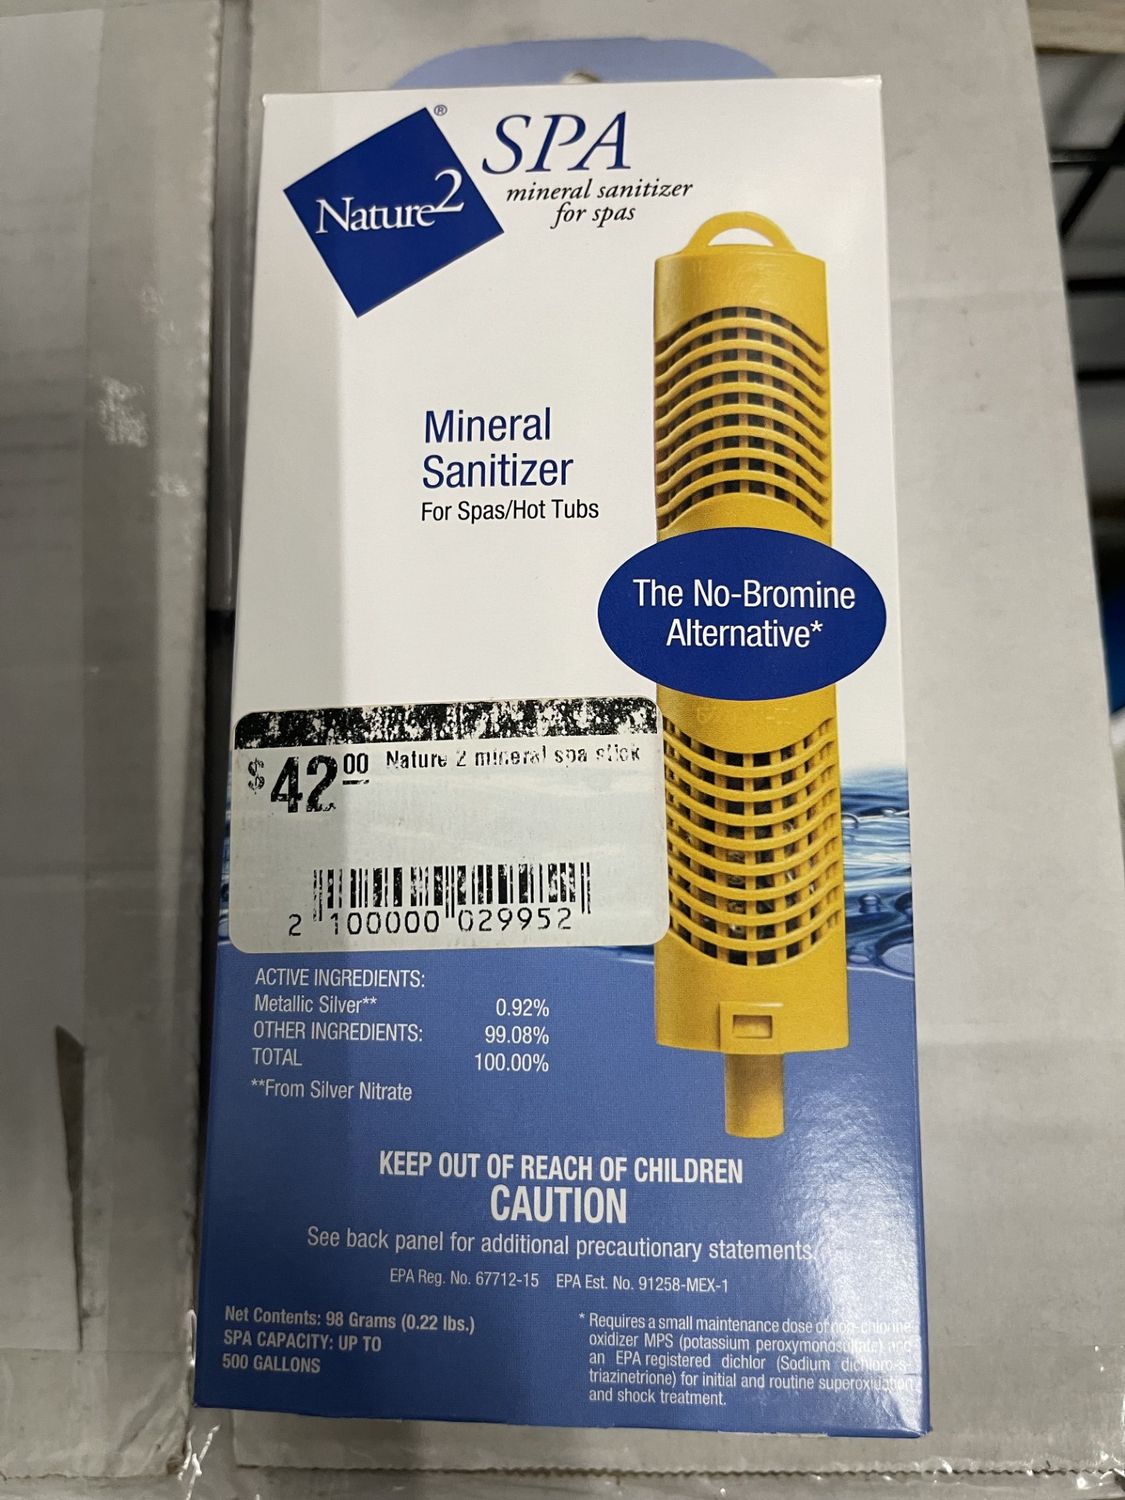 Nature2®
SPA
mineral sanitizer
for spas
Mineral
Sanitizer
For Spas/Hot Tubs
The No-Bromine
Alternative*
$42 00 Nature 2 mineral spa stick
2 100000 029952
ACTIVE INGREDIENTS:
Metallic Silver** 0.92%
OTHER INGREDIENTS: 99.08%
TOTAL 100.00%
**From Silver Nitrate
KEEP OUT OF REACH OF CHILDREN
CAUTION
See back panel for additional precautionary statements.
EPA Reg. No. 67712-15 EPA Est. No. 91258-MEX-1
Net Contents: 98 Grams (0.22 lbs.)
SPA CAPACITY: UP TO
500 GALLONS
* Requires a small maintenance dose of non-chlorine
oxidizer MPS (potassium peroxymonosulfate) and
an EPA registered dichlor (Sodium dichloro-s-
triazinetrione) for initial and routine superoxidation
and shock treatment.